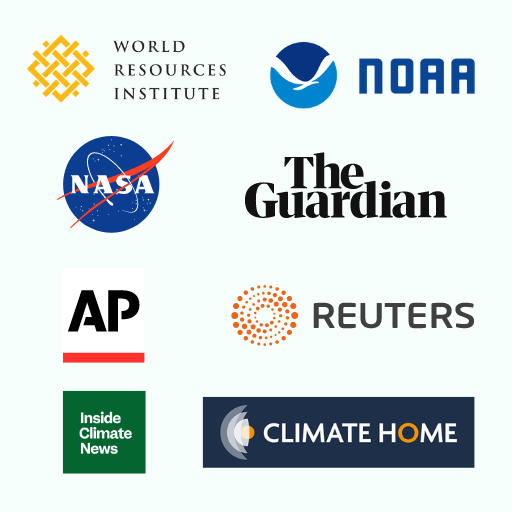 WORLD
RESOURCES
INSTITUTE
NOAA
NASA
The
Guardian
AP
REUTERS
Inside
Climate
News
CLIMATE HOME